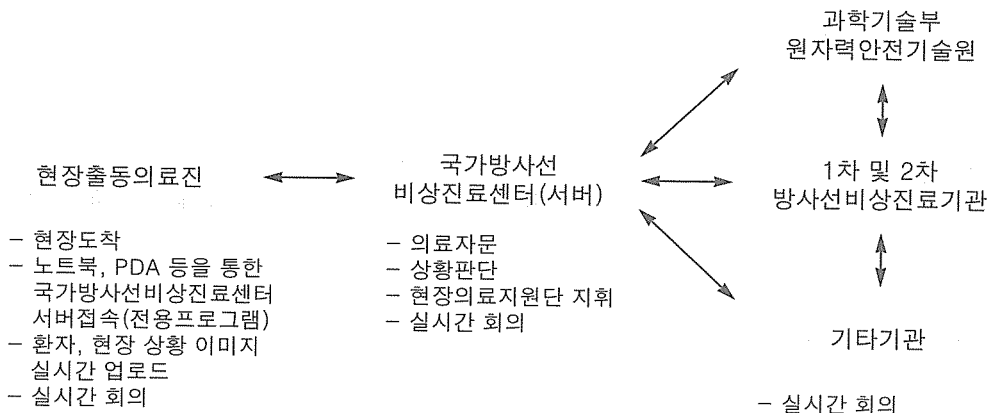 과학기술부
원자력안전기술원
현장출동의료진
국가방사선
비상진료센터(서버)
1차 및 2차
방사선비상진료기관
– 현장도착
– 노트북, PDA 등을 통한
국가방사선비상진료센터
서버접속(전용프로그램)
– 환자, 현장 상황 이미지
실시간 업로드
– 실시간 회의
– 의료자문
– 상황판단
– 현장의료지원단 지휘
– 실시간 회의
기타기관
– 실시간 회의